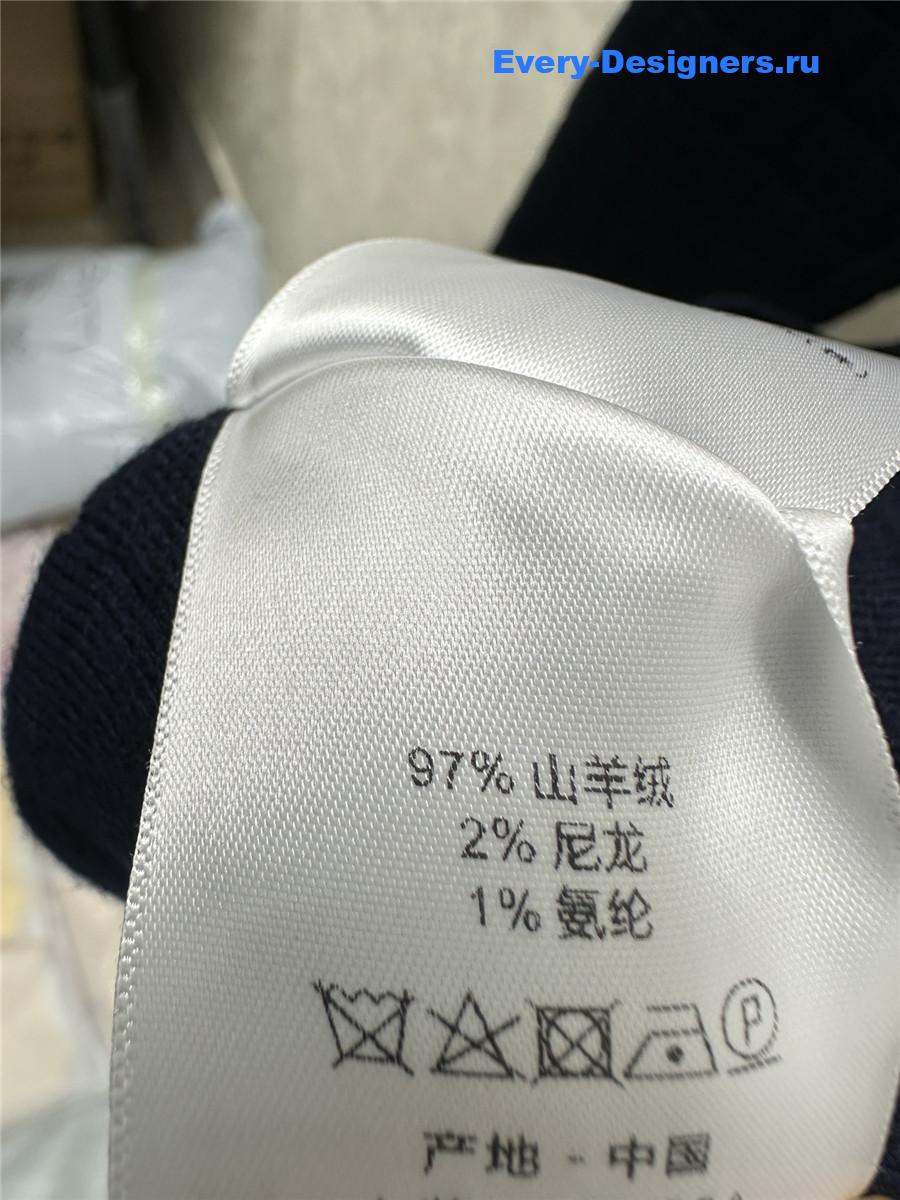 Every-Designers.ru
97% 山羊绒
2% 尼龙
1% 氨纶
P
产地 - 中国